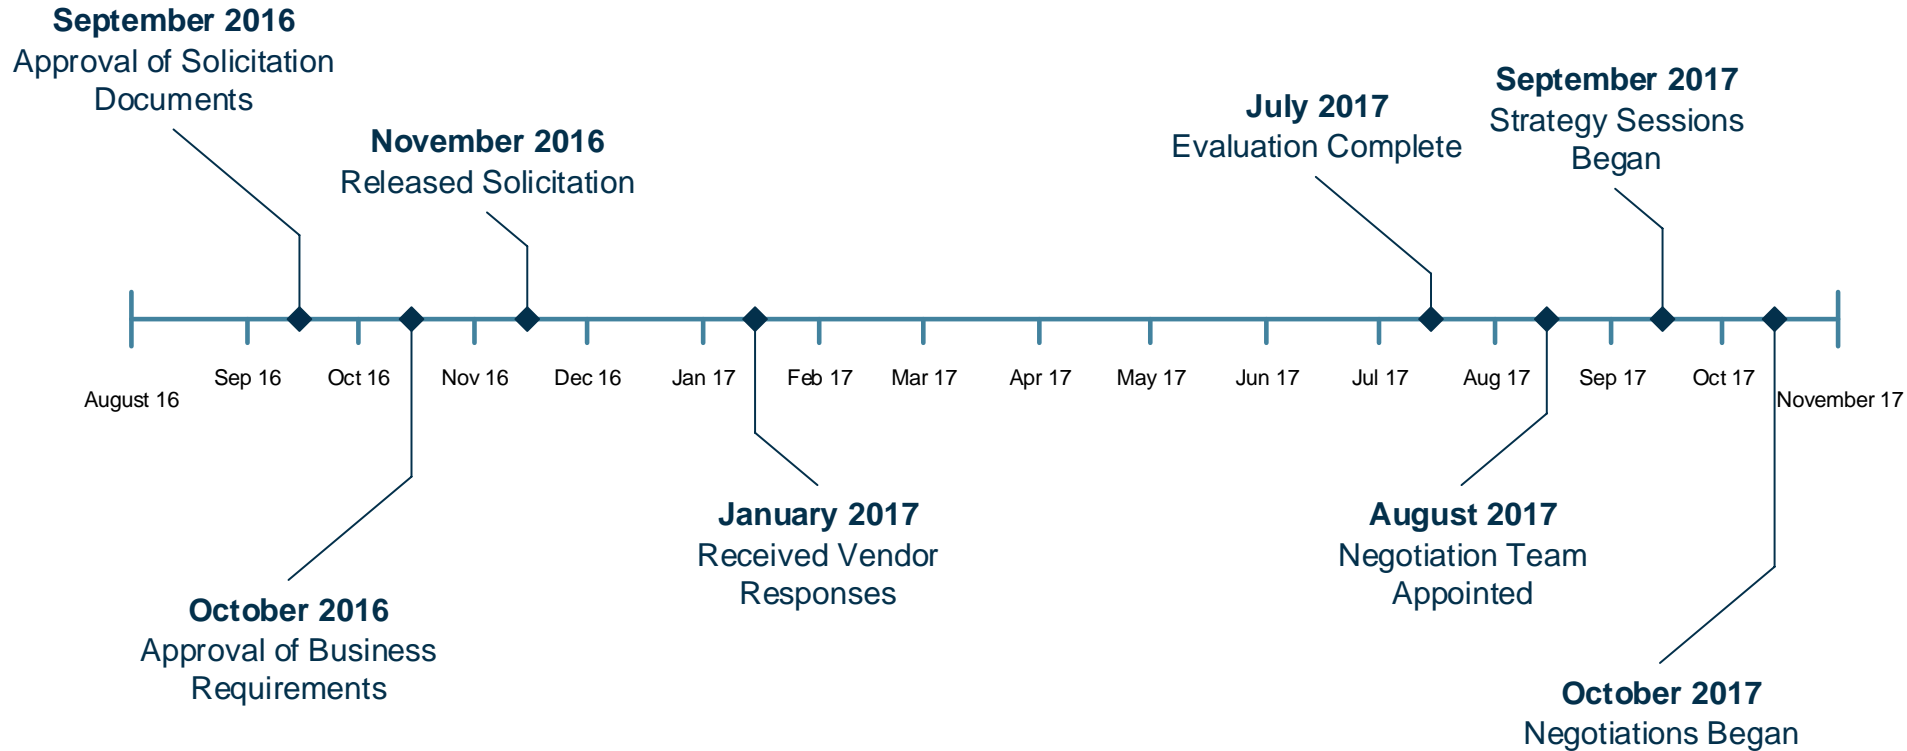 September 2016
Approval of Solicitation
Documents
November 2016
Released Solicitation
July 2017
Evaluation Complete
September 2017
Strategy Sessions
Began
August 16
Sep 16
Oct 16
Nov 16
Dec 16
Jan 17
Feb 17
Mar 17
Apr 17
May 17
Jun 17
Jul 17
Aug 17
Sep 17
Oct 17
November 17
October 2016
Approval of Business
Requirements
January 2017
Received Vendor
Responses
August 2017
Negotiation Team
Appointed
October 2017
Negotiations Began